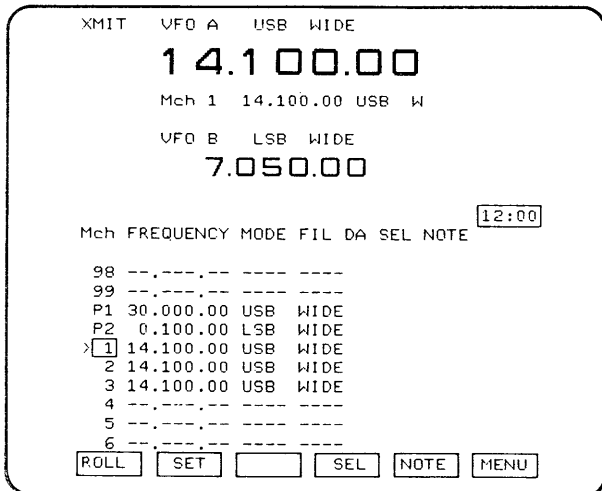 XMIT VFO A USB WIDE
14.100.00
Mch 1 14.100.00 USB W
VFO B LSB WIDE
7.050.00
12:00
Mch FREQUENCY MODE FIL DA SEL NOTE
98 --.---.-- ---- ----
99 --.---.-- ---- ----
P1 30.000.00 USB WIDE
P2 0.100.00 LSB WIDE
>1 14.100.00 USB WIDE
2 14.100.00 USB WIDE
3 14.100.00 USB WIDE
4 --.---.-- ---- ----
5 --.---.-- ---- ----
6 --.---.-- ---- ----
ROLL SET SEL NOTE MENU